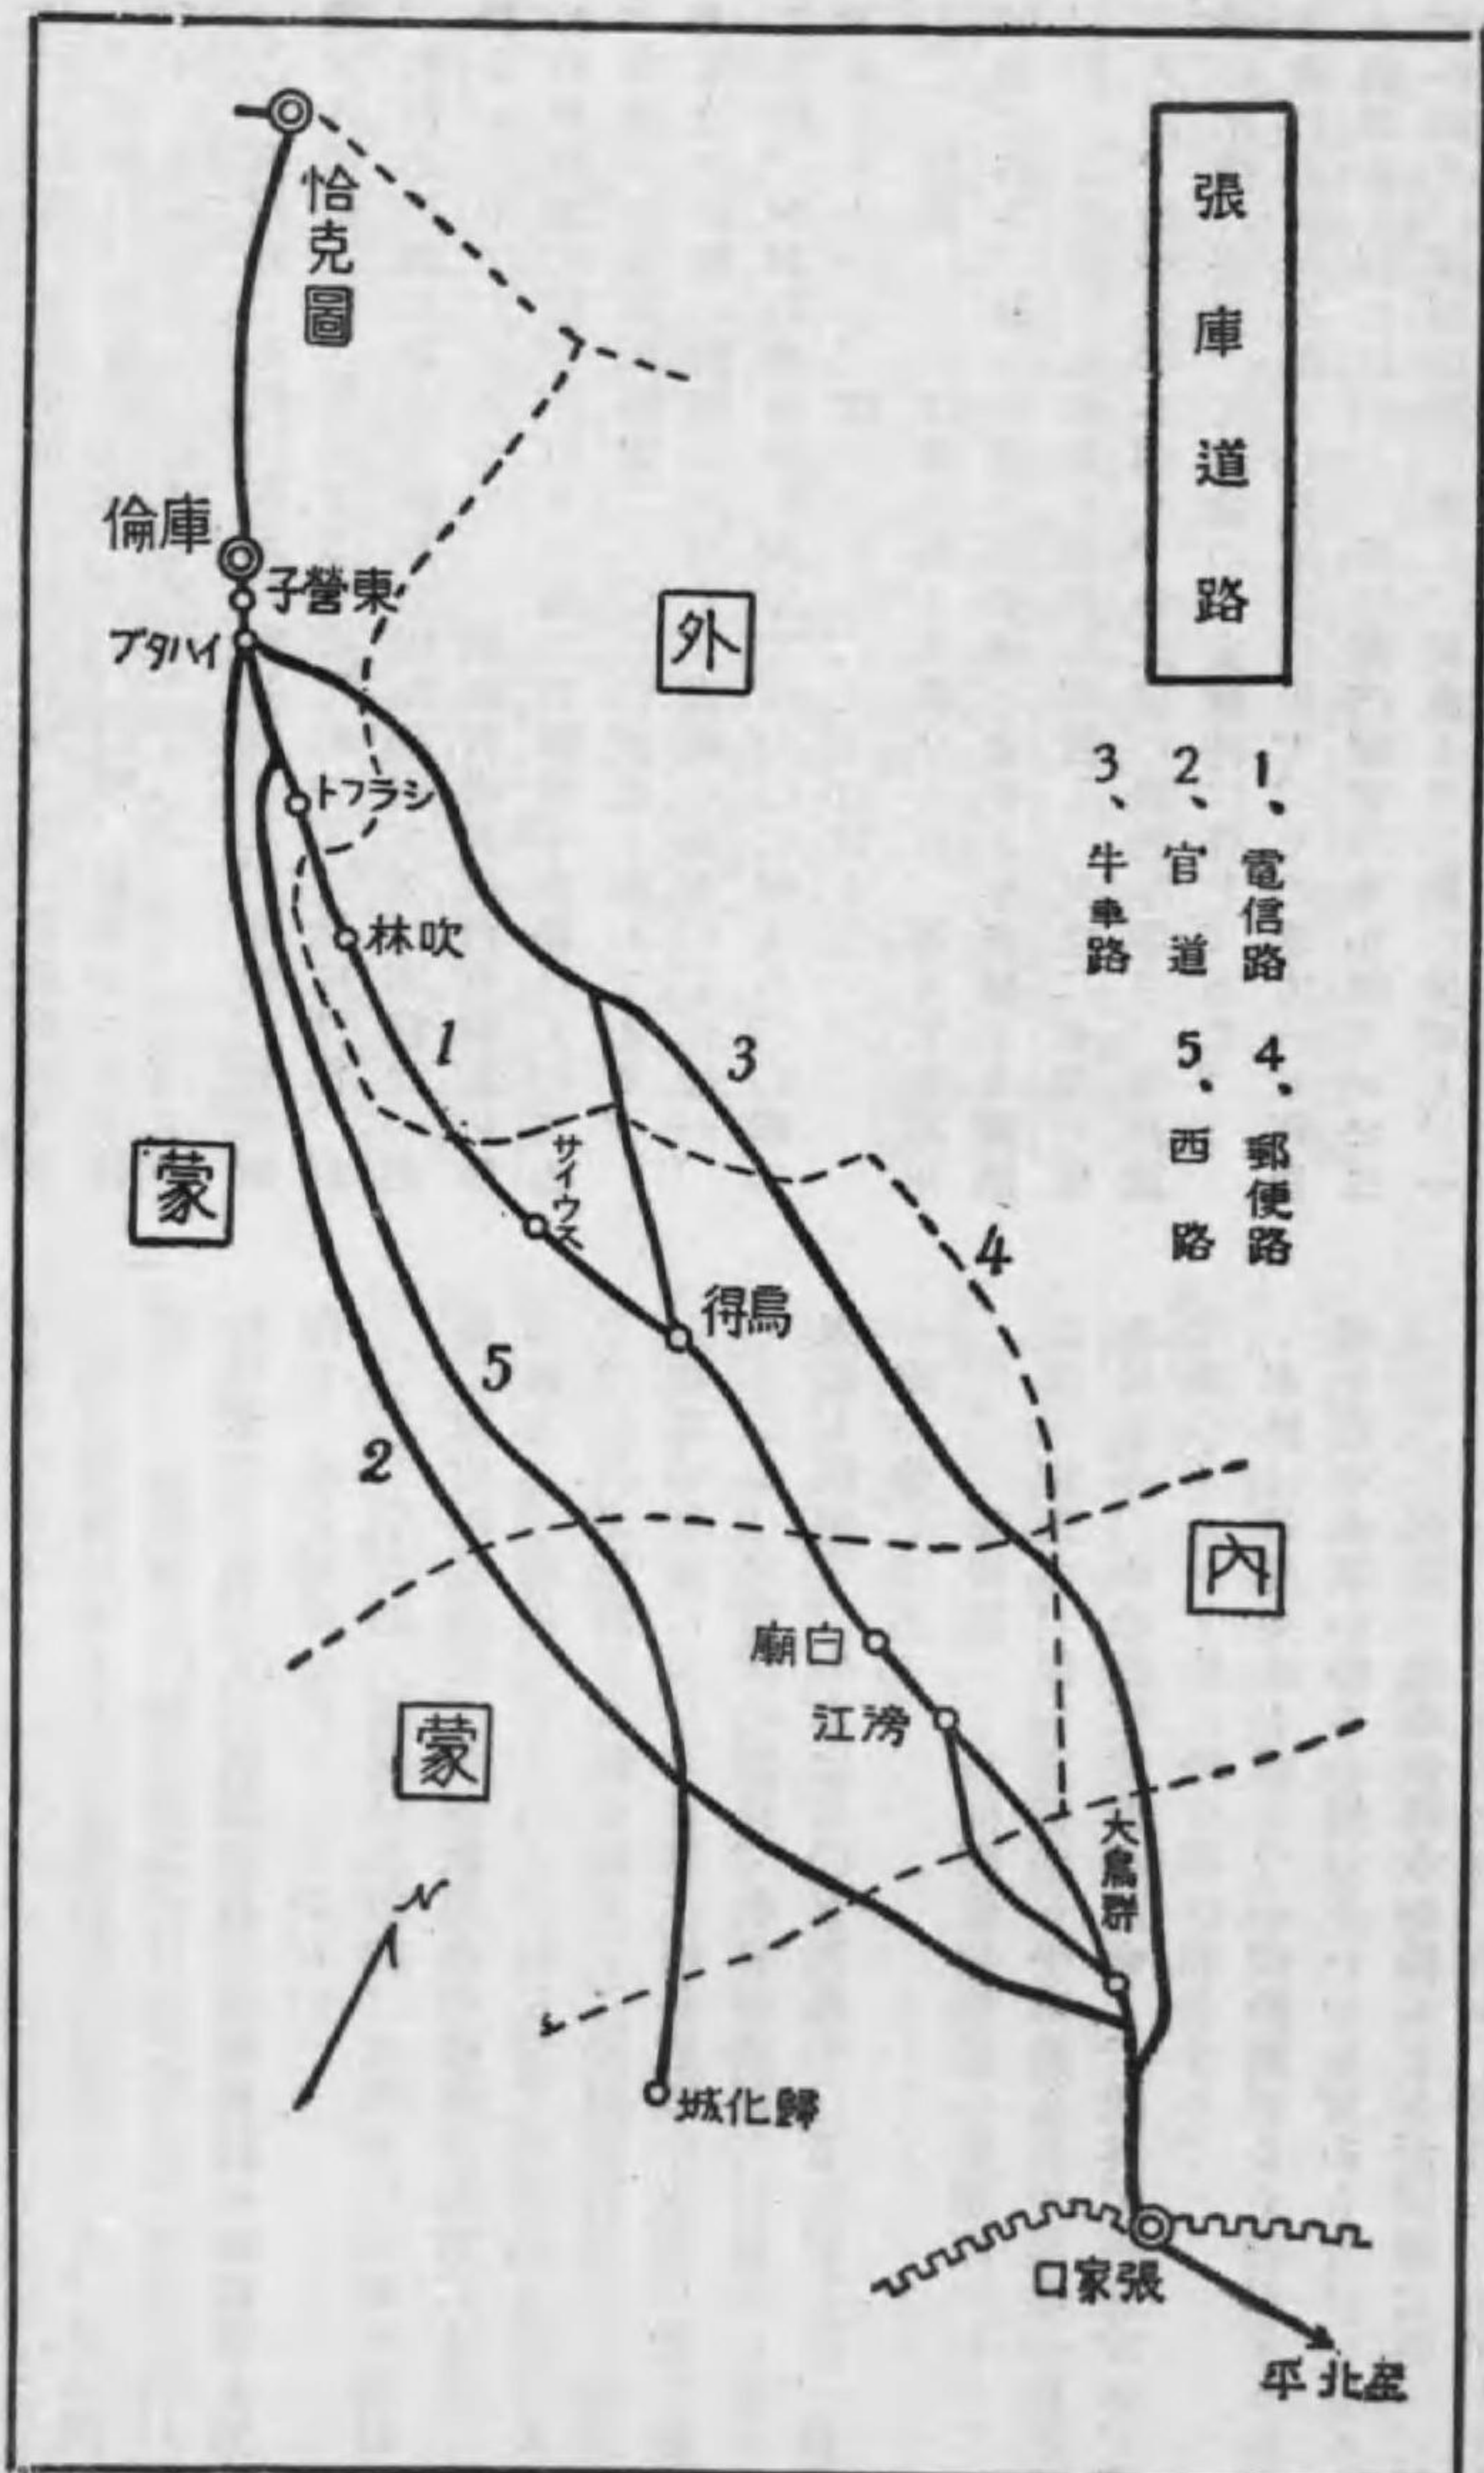 張庫道路
1、電信路 4、郵便路
2、官道 5、西路
3、牛車路
恰克圖
庫倫
東營子
イハタブ
外
シラフト
吹林
1
3
蒙
サイウス
4
烏得
5
2
內
白廟
滂江
蒙
大烏群
N
歸化城
張家口
至北平